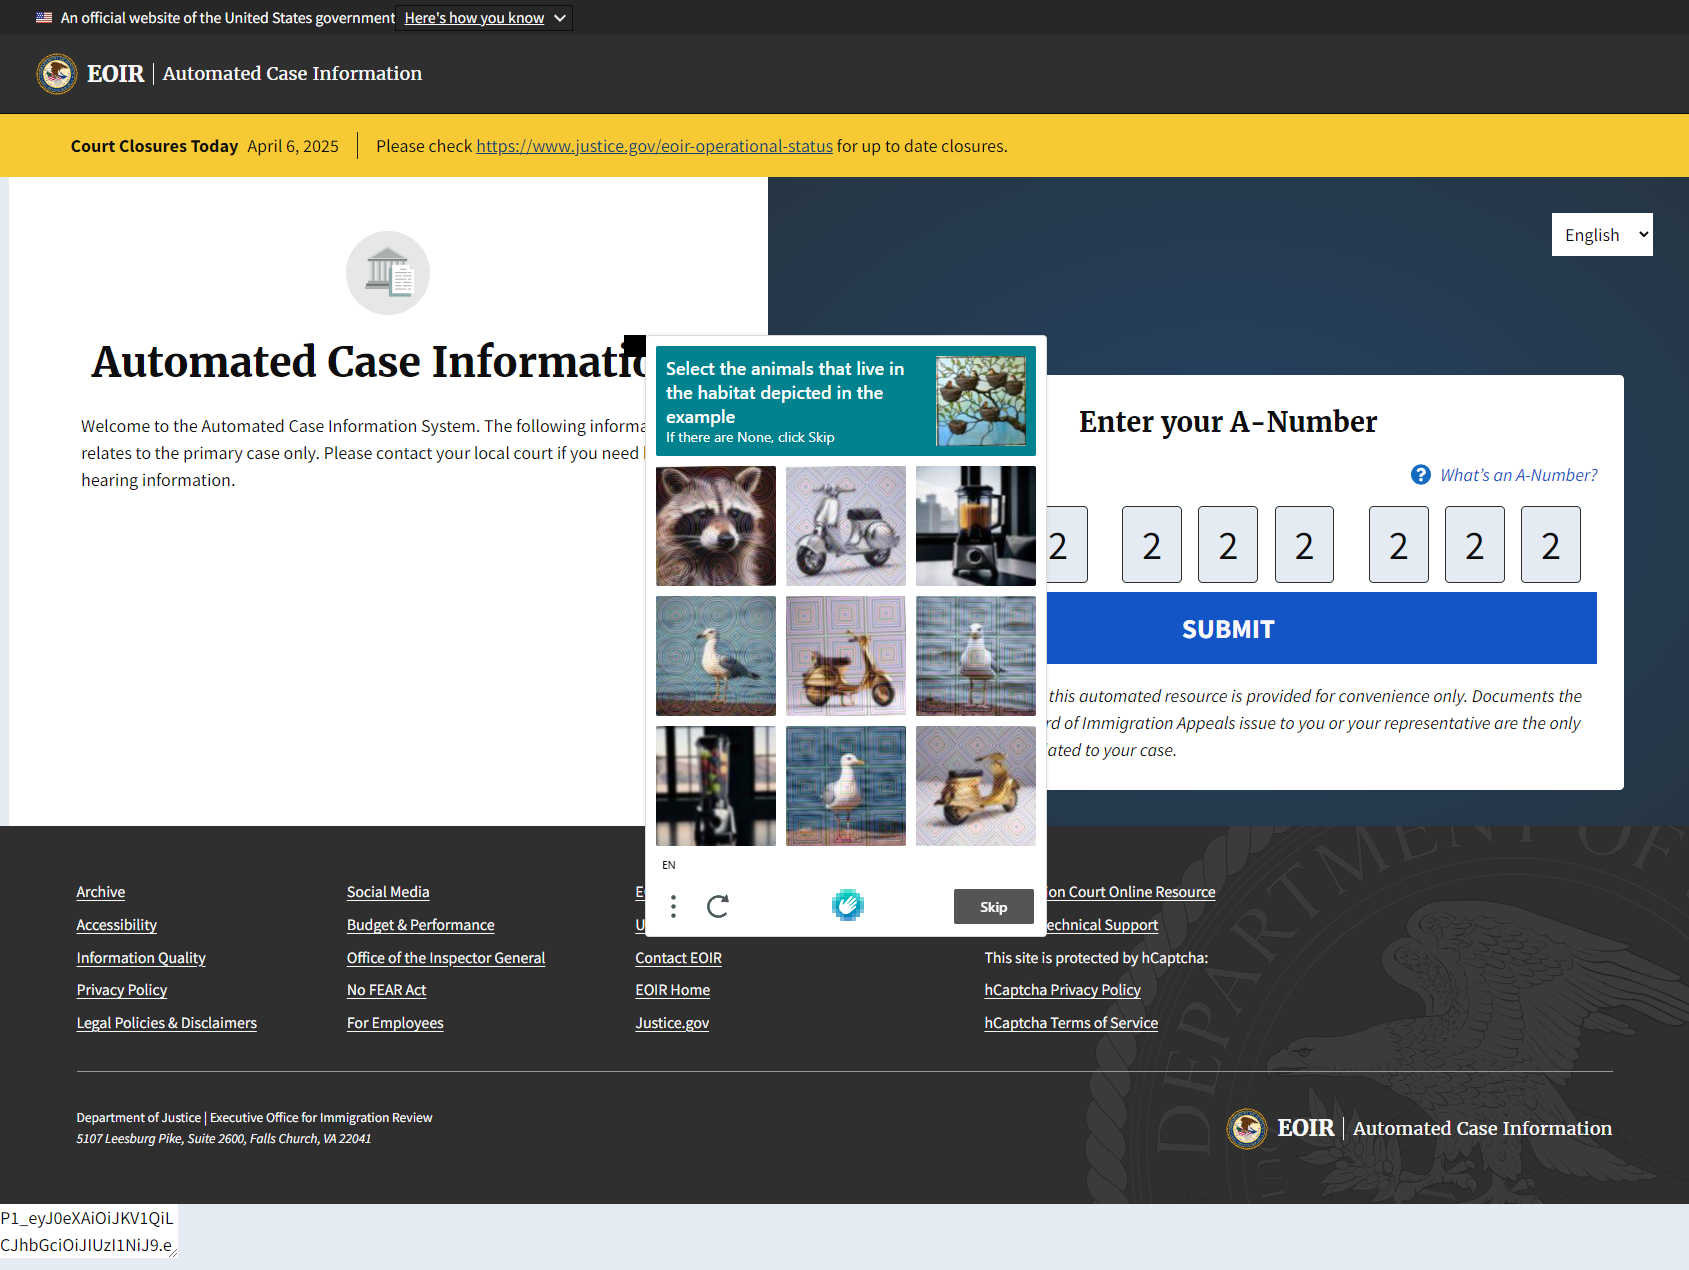 An official website of the United States government Here's how you know
EOIR | Automated Case Information
Court Closures Today April 6, 2025 | Please check https://www.justice.gov/eoir-operational-status for up to date closures.
English
Automated Case Informatio
Welcome to the Automated Case Information System. The following informa
relates to the primary case only. Please contact your local court if you need
hearing information.
Select the animals that live in
the habitat depicted in the
example
If there are None, click Skip
EN
Skip
Enter your A-Number
What's an A-Number?
2 2 2 2 2 2 2
SUBMIT
this automated resource is provided for convenience only. Documents the
rd of Immigration Appeals issue to you or your representative are the only
ated to your case.
Archive
Accessibility
Information Quality
Privacy Policy
Legal Policies & Disclaimers
Social Media
Budget & Performance
Office of the Inspector General
No FEAR Act
For Employees
E
U
Contact EOIR
EOIR Home
Justice.gov
on Court Online Resource
echnical Support
This site is protected by hCaptcha:
hCaptcha Privacy Policy
hCaptcha Terms of Service
DEPARTMENT OF
Department of Justice | Executive Office for Immigration Review
5107 Leesburg Pike, Suite 2600, Falls Church, VA 22041
EOIR | Automated Case Information
P1_eyJ0eXAiOiJKV1QiL
CJhbGciOiJIUzI1NiJ9.e